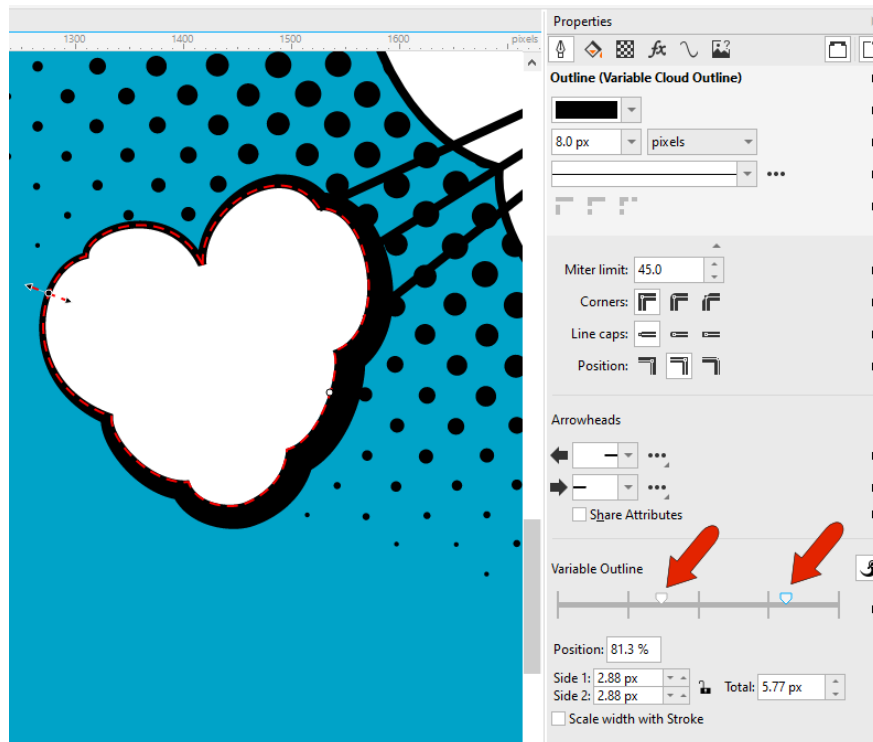 Properties
1300 1400 1500 1600 pixels
fx
Outline (Variable Cloud Outline)
8.0 px pixels
Miter limit: 45.0
Corners:
Line caps:
Position:
Arrowheads
Share Attributes
Variable Outline
Position: 81.3 %
Side 1: 2.88 px
Side 2: 2.88 px
Total: 5.77 px
Scale width with Stroke